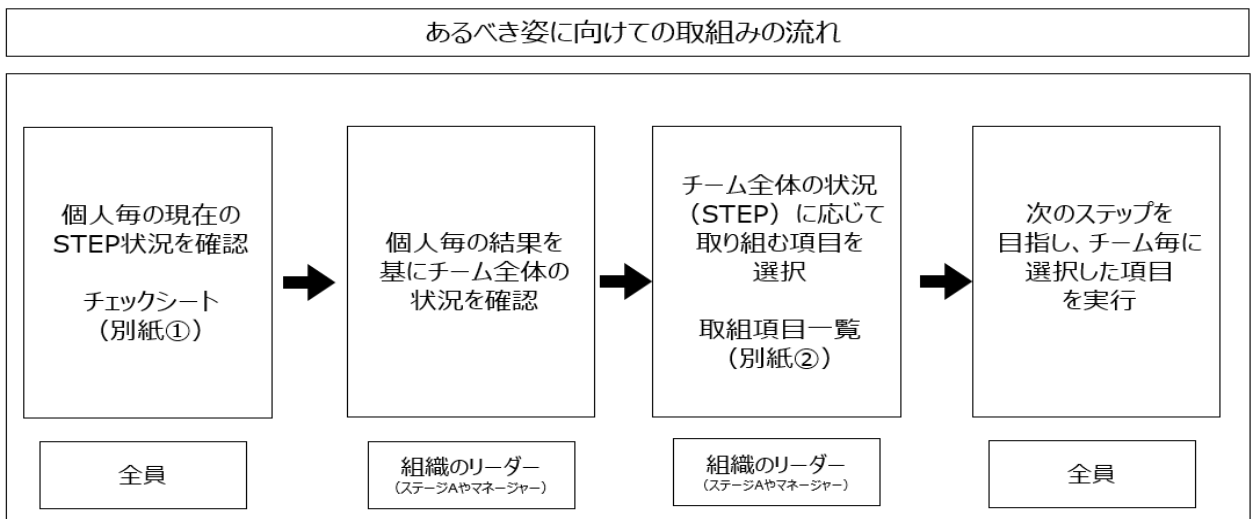 あるべき姿に向けての取組みの流れ
個人毎の現在の
STEP状況を確認
チェックシート
（別紙①）
個人毎の結果を
基にチーム全体の
状況を確認
チーム全体の状況
（STEP）に応じて
取り組む項目を
選択
取組項目一覧
（別紙②）
次のステップを
目指し、チーム毎に
選択した項目
を実行
全員
組織のリーダー
（ステージAやマネージャー）
組織のリーダー
（ステージAやマネージャー）
全員